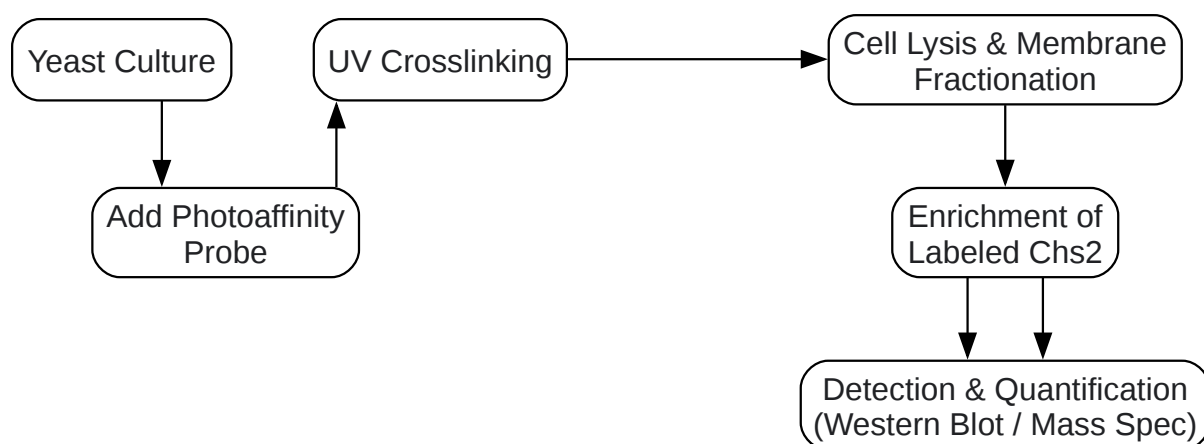 Yeast Culture
Add Photoaffinity
Probe
UV Crosslinking
Cell Lysis & Membrane
Fractionation
Enrichment of
Labeled Chs2
Detection & Quantification
(Western Blot / Mass Spec)